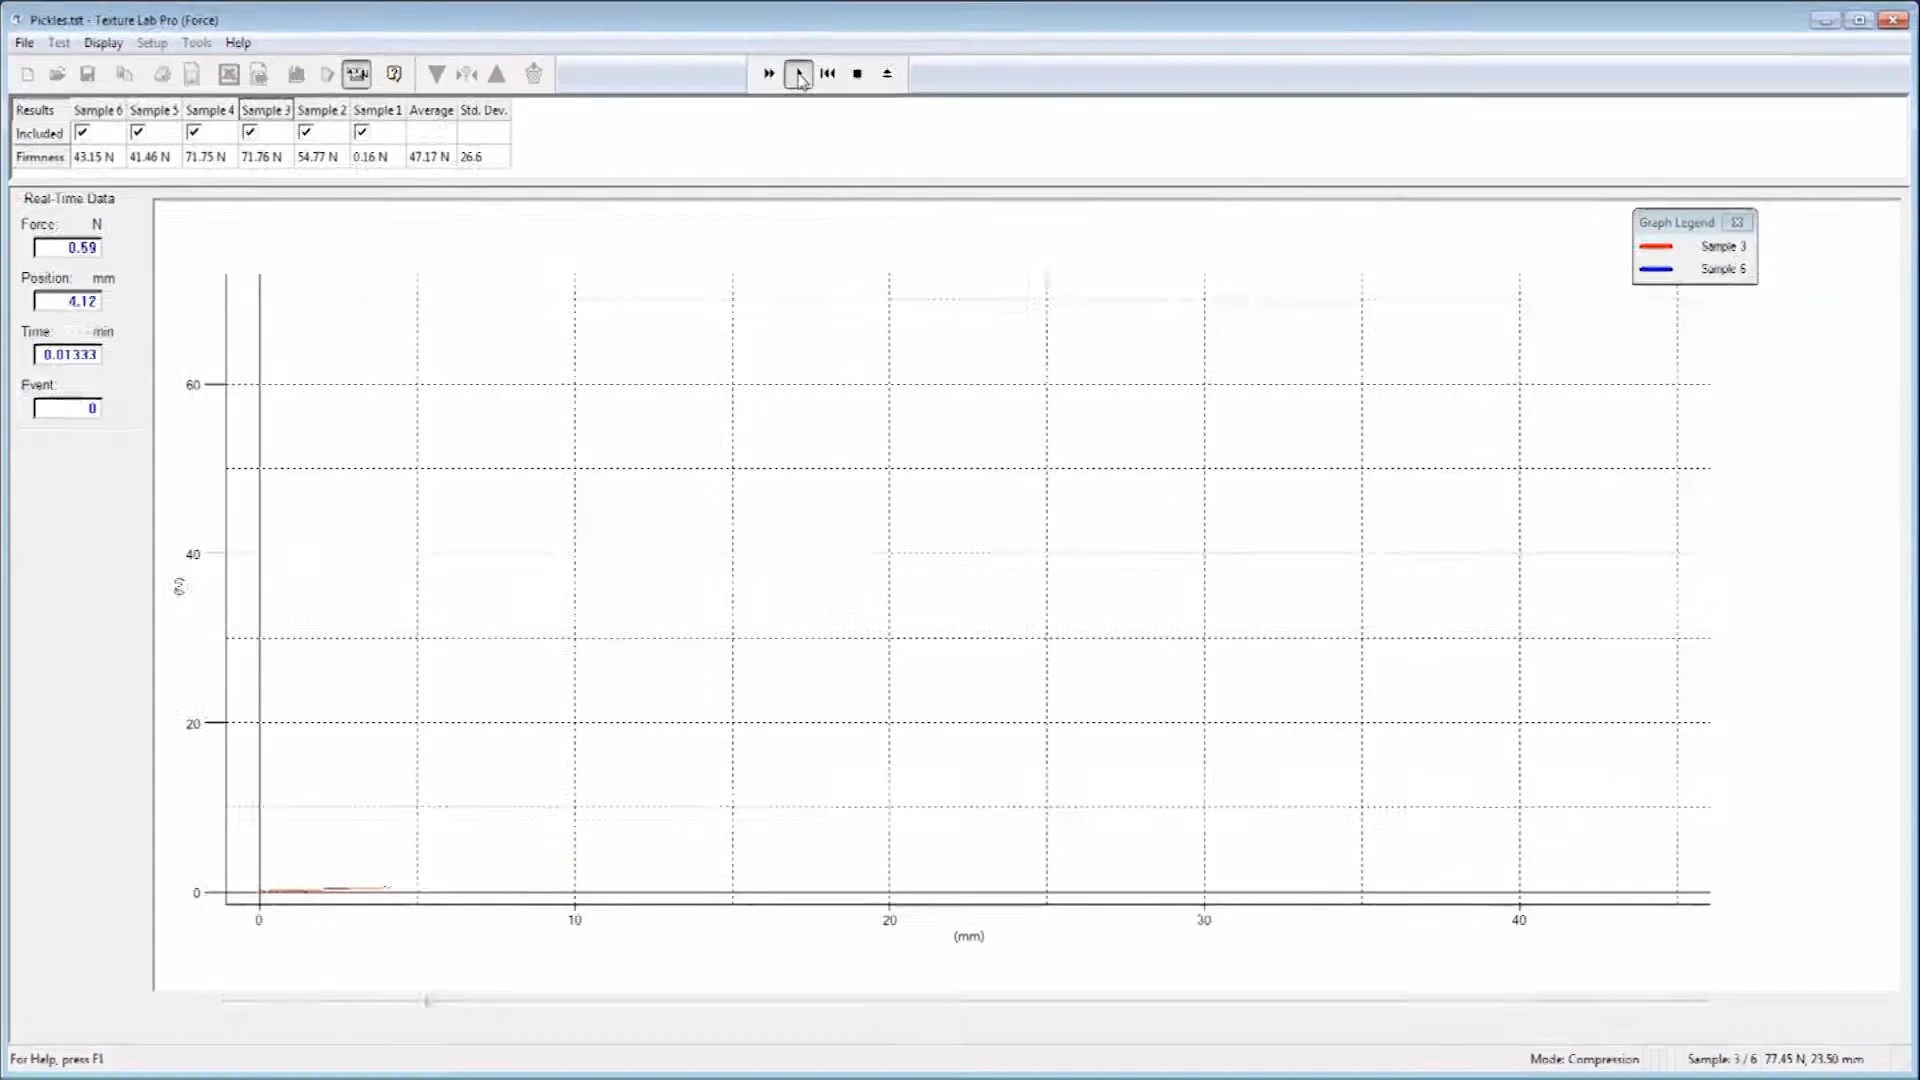 Pickles.tst - Texture Lab Pro (Force)
File Test Display Setup Tools Help
Results Sample 6 Sample 5 Sample 4 Sample 3 Sample 2 Sample 1 Average Std. Dev.
Included
Firmness 43.15 N 41.46 N 71.75 N 71.76 N 54.77 N 0.16 N 47.17 N 26.6
Real-Time Data
Force: N
0.59
Position: mm
4.12
Time: min
0.01333
Event:
0
Graph Legend
Sample 3
Sample 6
60
40
(N)
20
0
0 10 20 30 40
(mm)
For Help, press F1 Mode: Compression Sample: 3 / 6 77.45 N, 23.50 mm